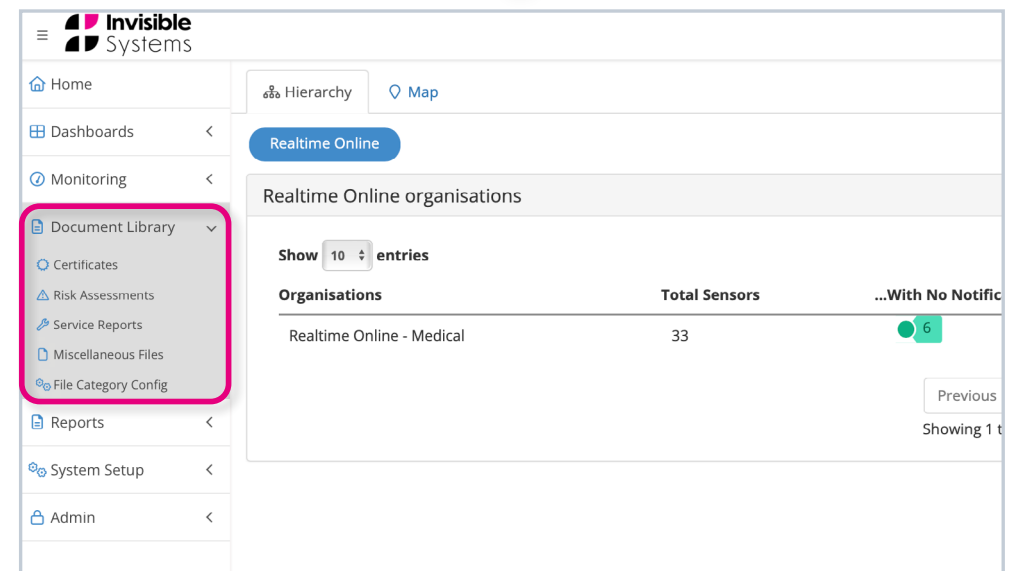 Invisible
Systems
Home
Dashboards
Monitoring
Document Library
Certificates
Risk Assessments
Service Reports
Miscellaneous Files
File Category Config
Reports
System Setup
Admin
Hierarchy
Map
Realtime Online
Realtime Online organisations
Show 10 entries
Organisations Total Sensors ...With No Notific
Realtime Online - Medical 33 6
Previous
Showing 1 t